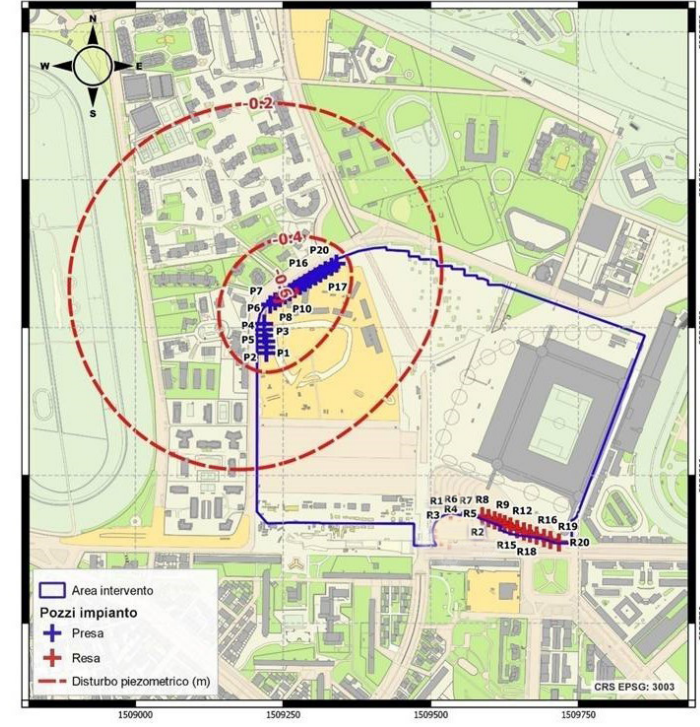 N
W E
S
-0.2
-0.4
-0.6
P20
P16
P17
P7
P6
P10
P8
P4
P3
P5
P2
P1
R1
R6
R7
R8
R3
R4
R5
R9
R12
R2
R16
R19
R15
R20
R18
Area intervento
Pozzi impianto
Presa
Resa
Disturbo piezometrico (m)
CRS EPSG: 3003
1509000 1509250 1509500 1509750